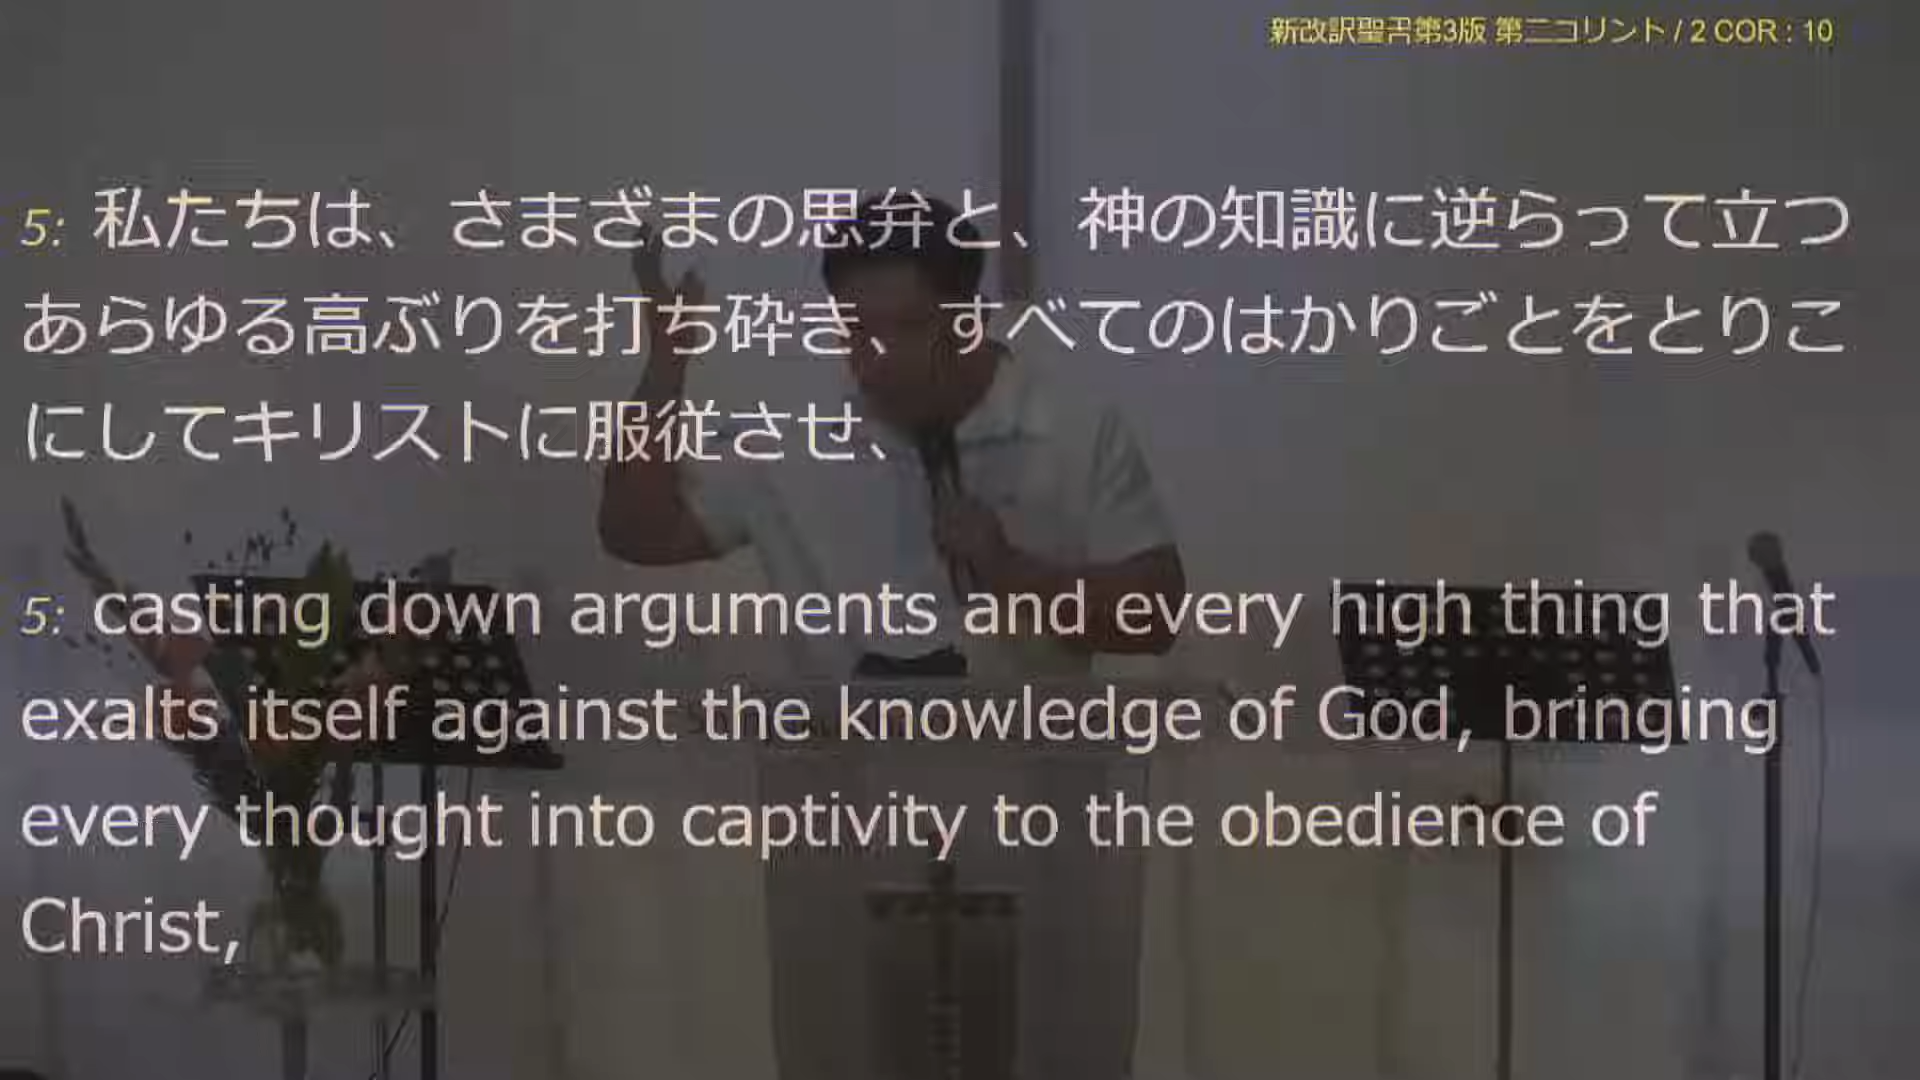 新改訳聖書第3版 第二コリント / 2 COR : 10
5: 私たちは、さまざまの思弁と、神の知識に逆らって立つ
あらゆる高ぶりを打ち砕き、すべてのはかりごとをとりこ
にしてキリストに服従させ、
5: casting down arguments and every high thing that
exalts itself against the knowledge of God, bringing
every thought into captivity to the obedience of
Christ,